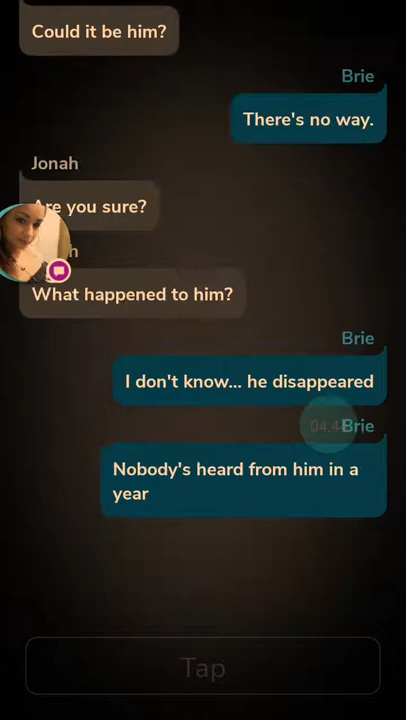 Could it be him?
Brie
There's no way.
Jonah
Are you sure?
What happened to him?
Brie
I don't know... he disappeared
Brie
Nobody's heard from him in a
year
Tap